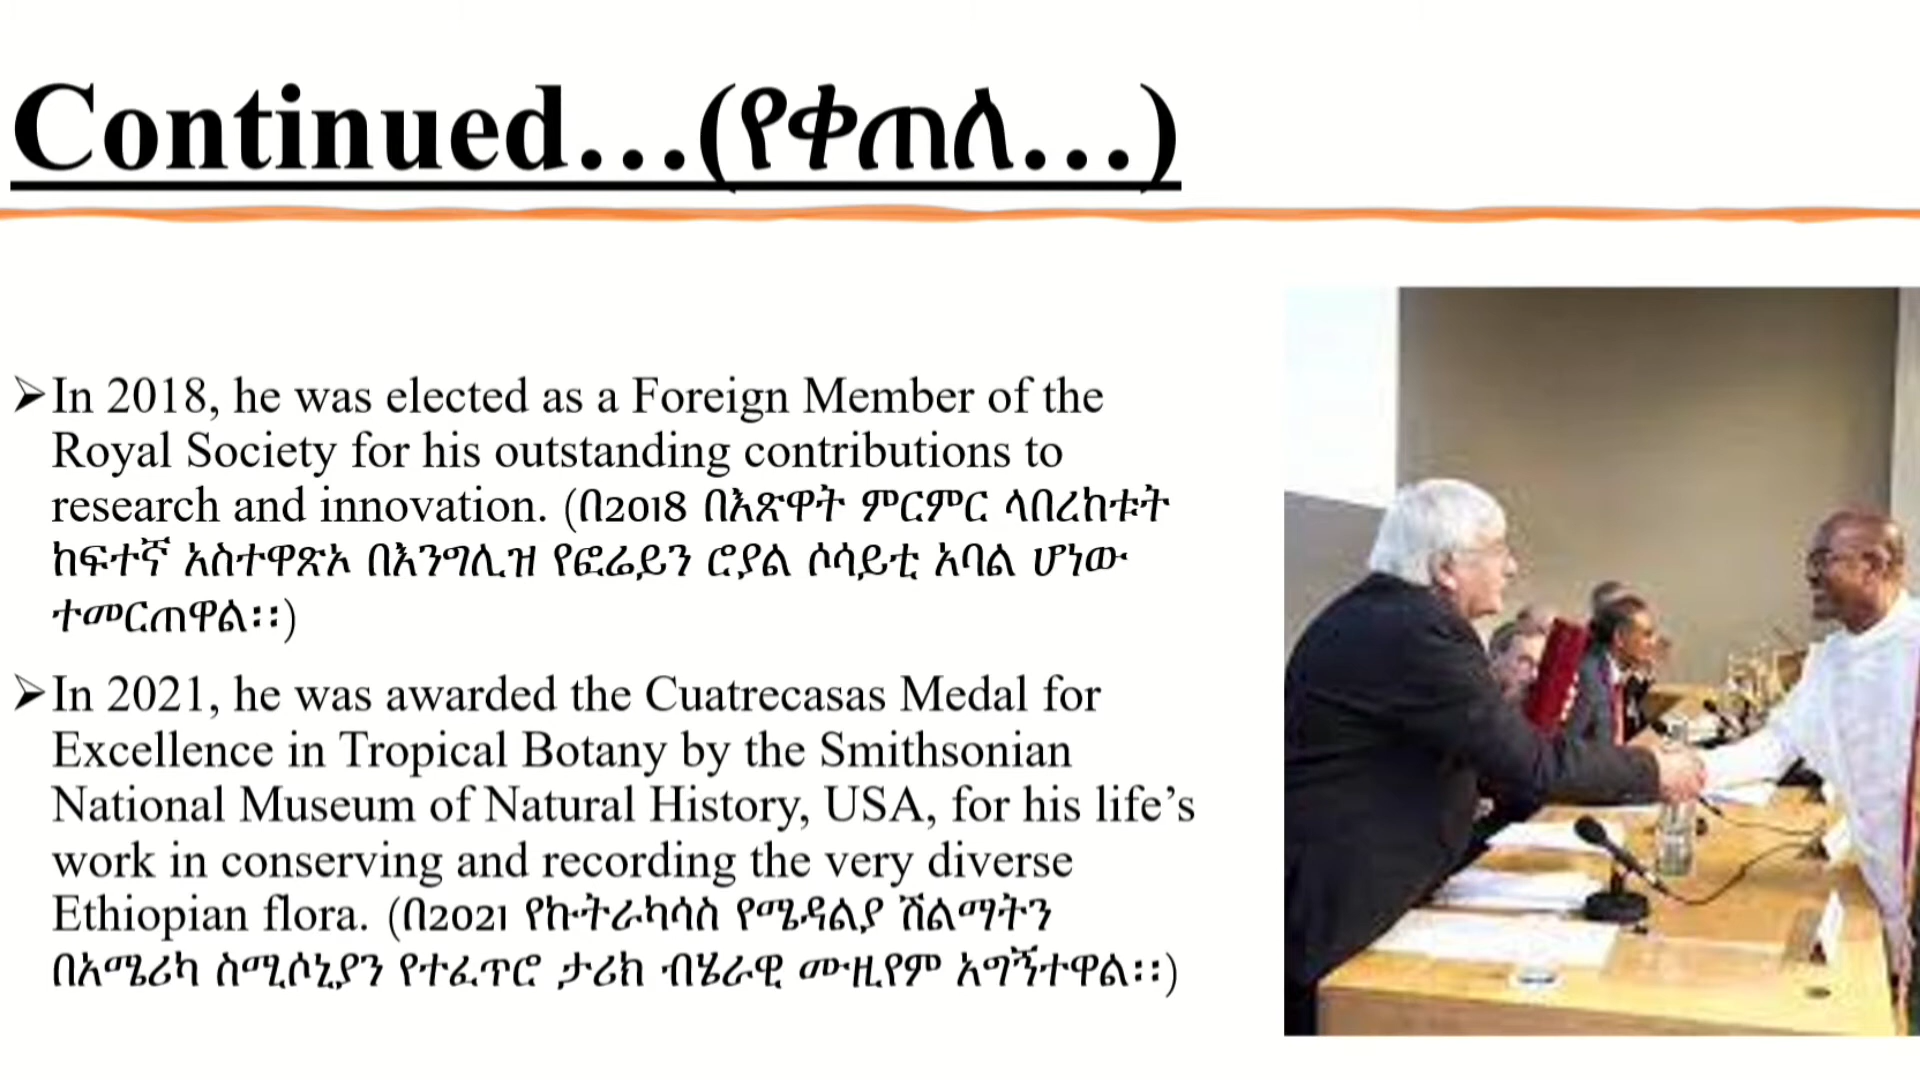 Continued…(የቀጠለ…)
➢In 2018, he was elected as a Foreign Member of the
Royal Society for his outstanding contributions to
research and innovation. (በ2018 በእጽዋት ምርምር ላበረከቱት
ከፍተኛ አስተዋጽኦ በእንግሊዝ የፎሬይን ሮያል ሶሳይቲ አባል ሆነው
ተመርጠዋል፡፡)
➢In 2021, he was awarded the Cuatrecasas Medal for
Excellence in Tropical Botany by the Smithsonian
National Museum of Natural History, USA, for his life’s
work in conserving and recording the very diverse
Ethiopian flora. (በ2021 የኩትራካሳስ የሜዳልያ ሽልማትን
በአሜሪካ ስሚሶኒያን የተፈጥሮ ታሪክ ብሄራዊ ሙዚየም አግኝተዋል፡፡)